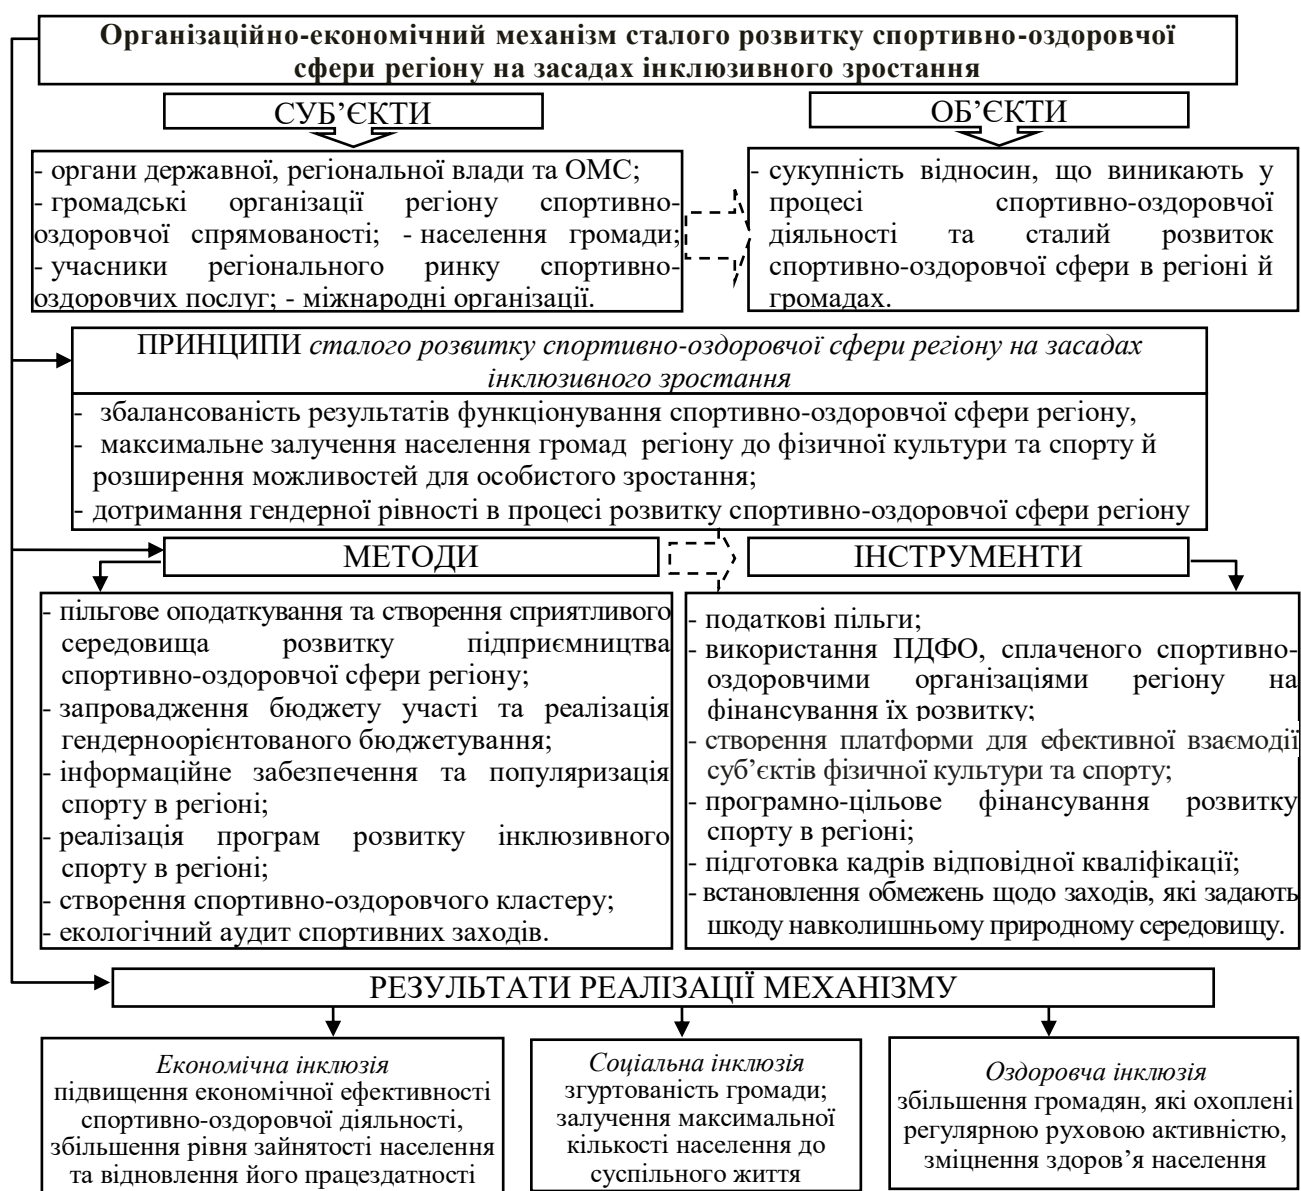 Організаційно-економічний механізм сталого розвитку спортивно-оздоровчої
сфери регіону на засадах інклюзивного зростання
СУБ’ЄКТИ
- органи державної, регіональної влади та ОМС;
- громадські організації регіону спортивно-
оздоровчої спрямованості; - населення громади;
- учасники регіонального ринку спортивно-
оздоровчих послуг; - міжнародні організації.
ОБ’ЄКТИ
- сукупність відносин, що виникають у
процесі спортивно-оздоровчої
діяльності та сталий розвиток
спортивно-оздоровчої сфери в регіоні й
громадах.
ПРИНЦИПИ сталого розвитку спортивно-оздоровчої сфери регіону на засадах
інклюзивного зростання
- збалансованість результатів функціонування спортивно-оздоровчої сфери регіону,
- максимальне залучення населення громад регіону до фізичної культури та спорту й
розширення можливостей для особистого зростання;
- дотримання гендерної рівності в процесі розвитку спортивно-оздоровчої сфери регіону
МЕТОДИ
- пільгове оподаткування та створення сприятливого
середовища розвитку підприємництва
спортивно-оздоровчої сфери регіону;
- запровадження бюджету участі та реалізація
гендерноорієнтованого бюджетування;
- інформаційне забезпечення та популяризація
спорту в регіоні;
- реалізація програм розвитку інклюзивного
спорту в регіоні;
- створення спортивно-оздоровчого кластеру;
- екологічний аудит спортивних заходів.
ІНСТРУМЕНТИ
- податкові пільги;
- використання ПДФО, сплаченого спортивно-
оздоровчими організаціями регіону на
фінансування їх розвитку;
- створення платформи для ефективної взаємодії
суб’єктів фізичної культури та спорту;
- програмно-цільове фінансування розвитку
спорту в регіоні;
- підготовка кадрів відповідної кваліфікації;
- встановлення обмежень щодо заходів, які задають
шкоду навколишньому природному середовищу.
РЕЗУЛЬТАТИ РЕАЛІЗАЦІЇ МЕХАНІЗМУ
Економічна інклюзія
підвищення економічної ефективності
спортивно-оздоровчої діяльності,
збільшення рівня зайнятості населення
та відновлення його працездатності
Соціальна інклюзія
згуртованість громади;
залучення максимальної
кількості населення до
суспільного життя
Оздоровча інклюзія
збільшення громадян, які охоплені
регулярною руховою активністю,
зміцнення здоров’я населення